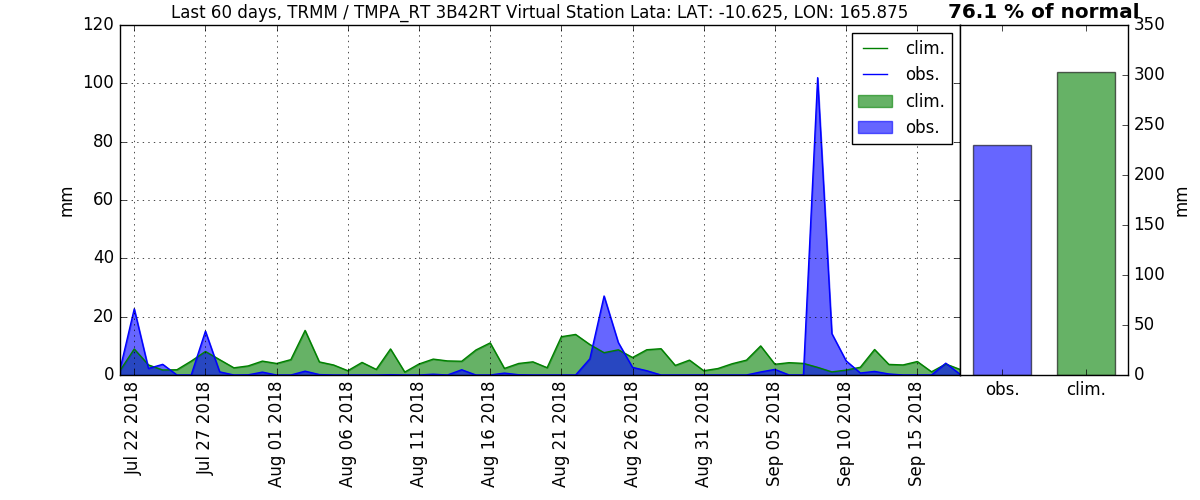 Last 60 days, TRMM / TMPA_RT 3B42RT Virtual Station Lata: LAT: -10.625, LON: 165.875
76.1 % of normal
120
100
80
60
40
20
0
mm
clim.
obs.
clim.
obs.
Jul 22 2018
Jul 27 2018
Aug 01 2018
Aug 06 2018
Aug 11 2018
Aug 16 2018
Aug 21 2018
Aug 26 2018
Aug 31 2018
Sep 05 2018
Sep 10 2018
Sep 15 2018
350
300
250
200
150
100
50
0
mm
obs.
clim.